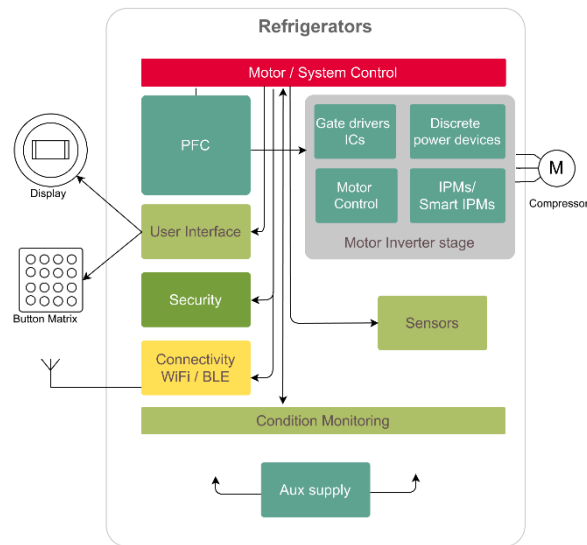 Refrigerators
Motor / System Control
PFC
Gate drivers
ICs
Discrete
power devices
Motor
Control
IPMs/
Smart IPMs
Motor Inverter stage
M
Compressor
Display
User Interface
Button Matrix
Security
Sensors
Connectivity
WiFi / BLE
Condition Monitoring
Aux supply